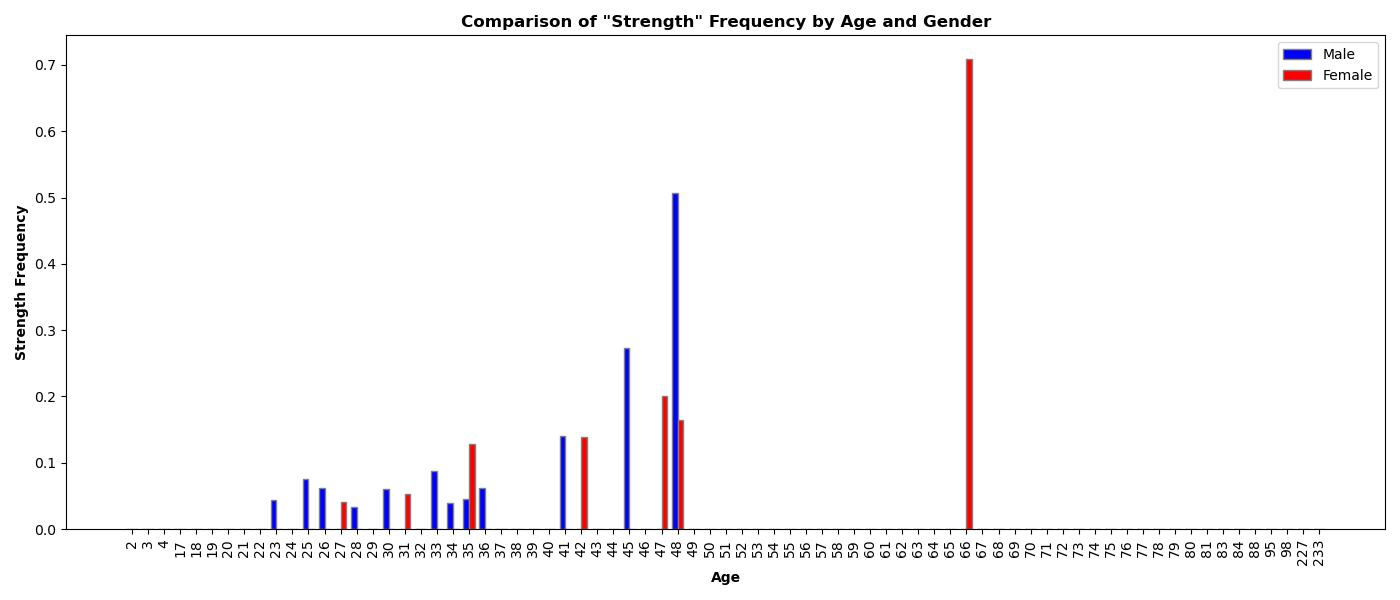 Comparison of "Strength" Frequency by Age and Gender
Male
Female
Strength Frequency
0.7
0.6
0.5
0.4
0.3
0.2
0.1
0.0
2 3 4 17 18 19 20 21 22 23 24 25 26 27 28 29 30 31 32 33 34 35 36 37 38 39 40 41 42 43 44 45 46 47 48 49 50 51 52 53 54 55 56 57 58 59 60 61 62 63 64 65 66 67 68 69 70 71 72 73 74 75 76 77 78 79 80 81 83 84 88 95 98 227 233
Age